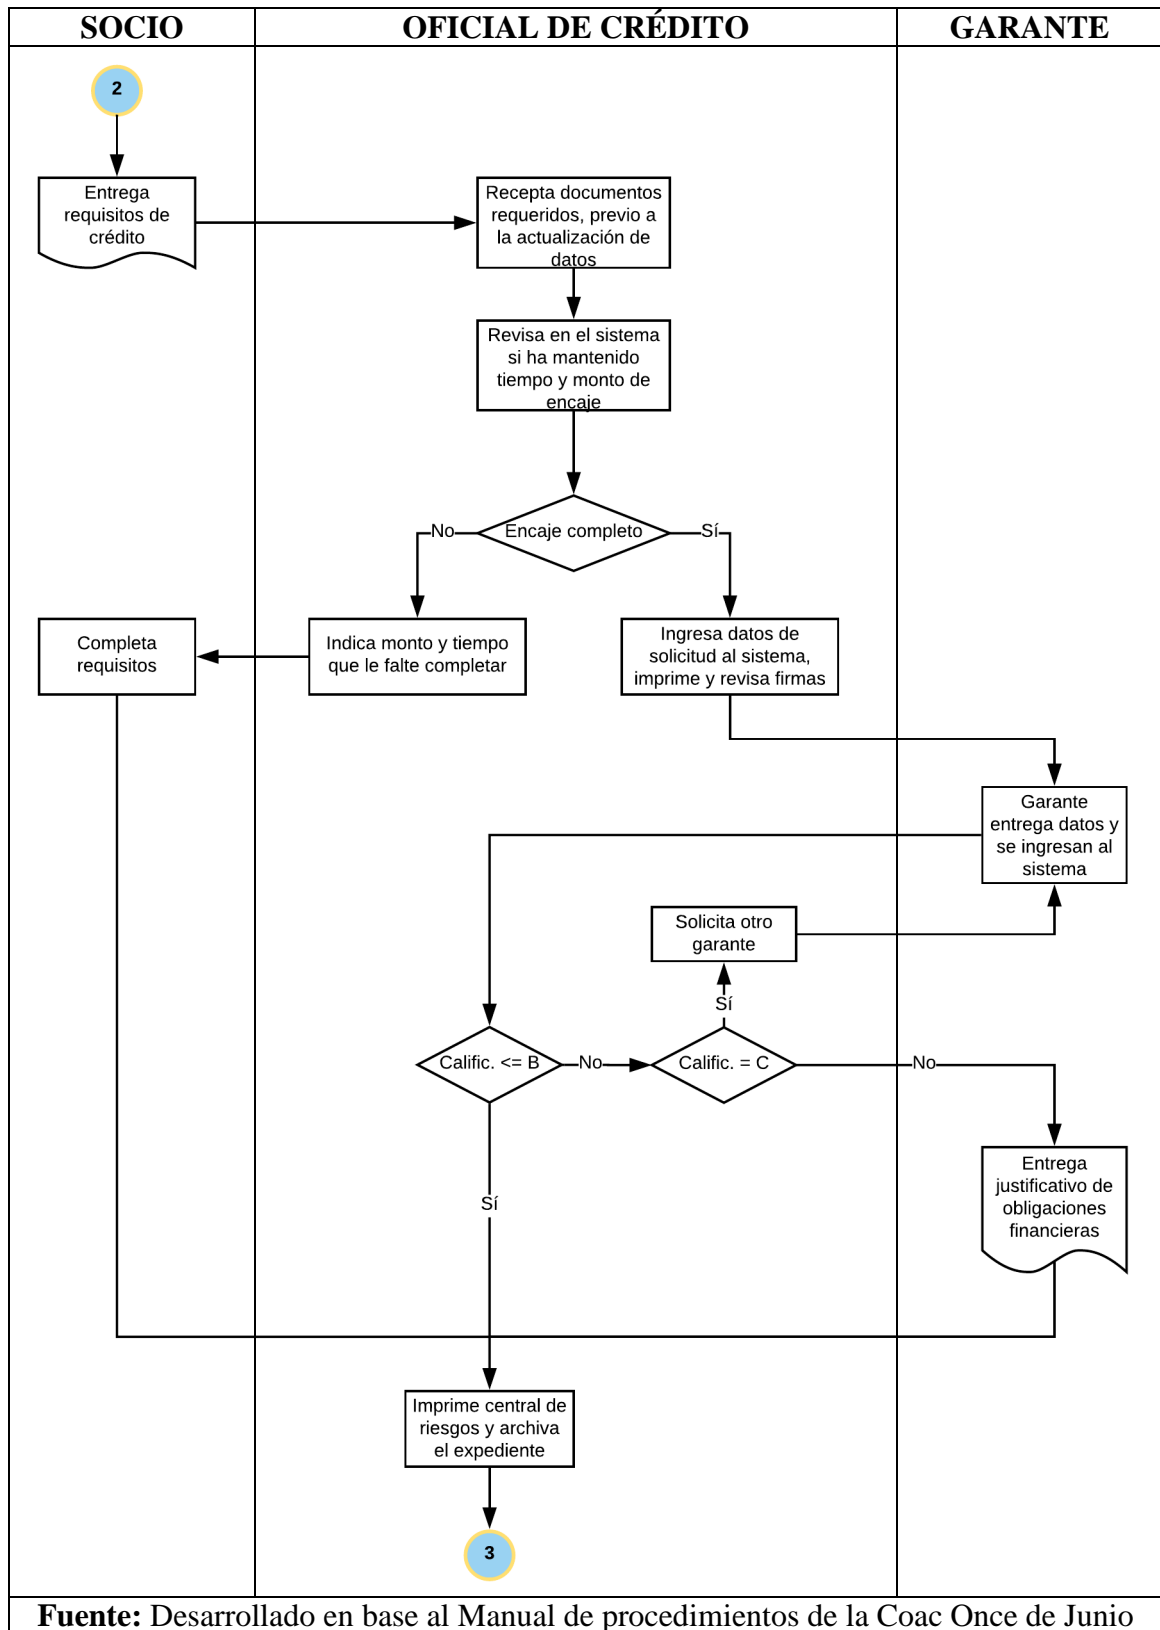 SOCIO
OFICIAL DE CRÉDITO
GARANTE
2
Entrega
requisitos de
crédito
Recepta documentos
requeridos, previo a
la actualización de
datos
Revisa en el sistema
si ha mantenido
tiempo y monto de
encaje
Encaje completo
No
Sí
Completa
requisitos
Indica monto y tiempo
que le falte completar
Ingresa datos de
solicitud al sistema,
imprime y revisa firmas
Garante
entrega datos y
se ingresan al
sistema
Solicita otro
garante
Sí
Calific. <= B
No
Calific. = C
No
Entrega
justificativo de
obligaciones
financieras
Sí
Imprime central de
riesgos y archiva
el expediente
3
Fuente: Desarrollado en base al Manual de procedimientos de la Coac Once de Junio